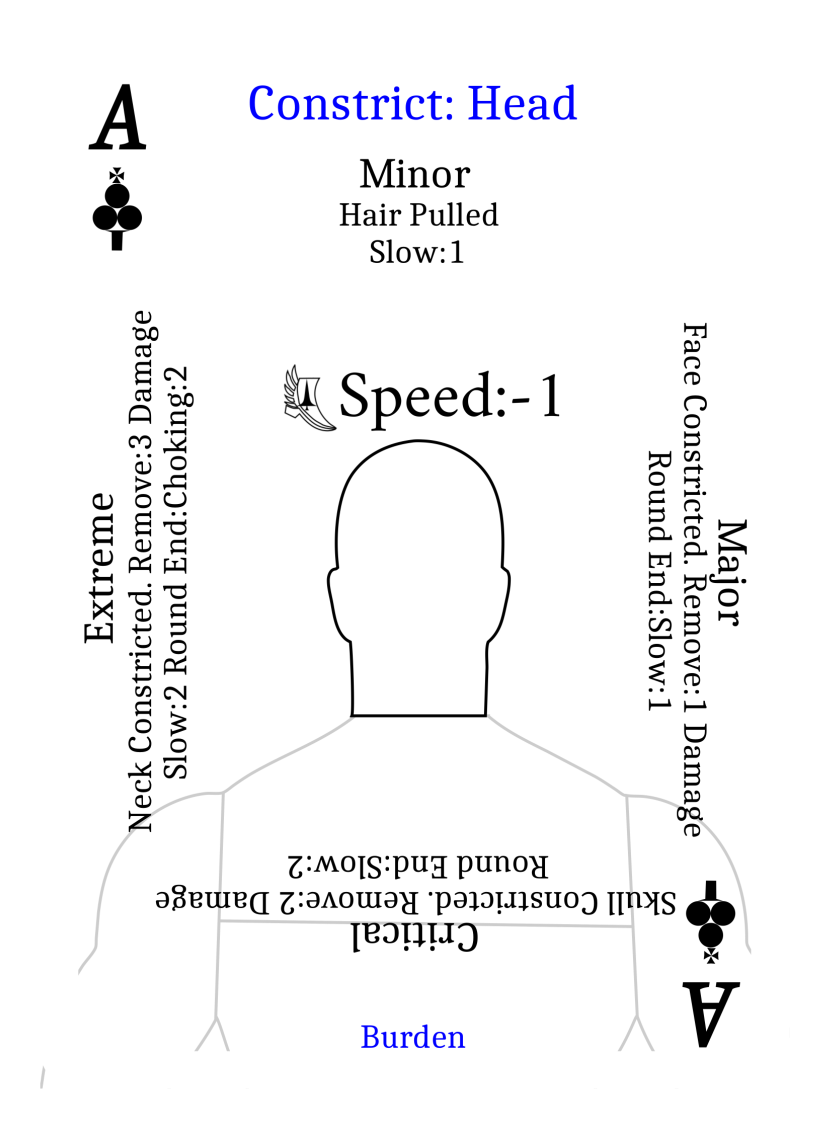 A
Constrict: Head
Minor
Hair Pulled
Slow:1
Speed:-1
Major
Face Constricted. Remove:1 Damage
Round End:Slow:1
Extreme
Neck Constricted. Remove:3 Damage
Slow:2 Round End:Choking:2
Critical
Skull Constricted. Remove:2 Damage
Round End:Slow:2
Burden
A